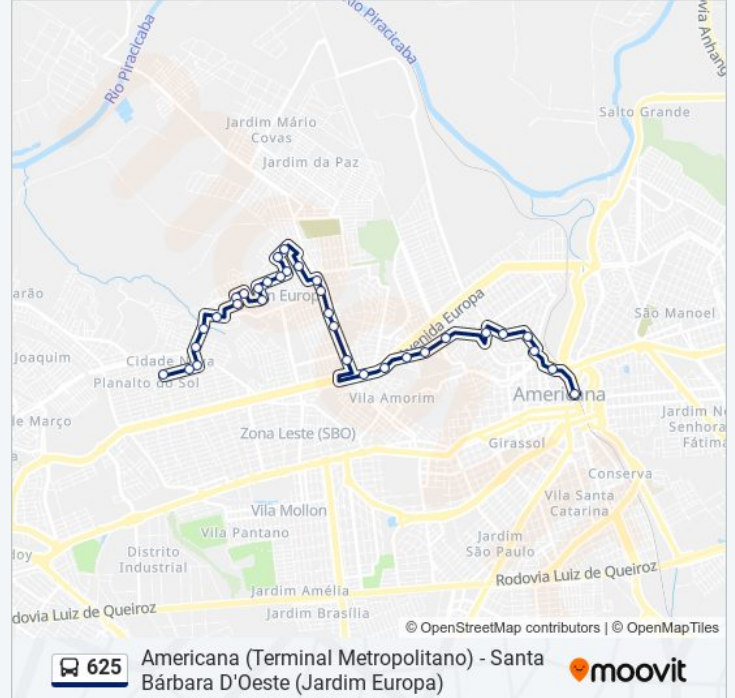 Rio Piracicaba
Rio Piracicaba
Rodovia Anhang
Salto Grande
Jardim Mário
Covas
Jardim da Paz
arão
Europ
Avenida Europa
São Manoel
Joaquim
Cidade N
a
Planalto do Sol
Americana
Vila Amorim
le Março
Jardim N
Senhora
Fátima
Zona Leste (SBO)
Girassol
a
Conserva
Vila Santa
Catarina
Vila Mollon
Vila Pantano
Jardim
São Paulo
oy
Distrito
Industrial
Rodovia Luiz de Queiroz
Jardim Amélia
dovia Luiz de Queiroz
Jardim Brasília
© OpenStreetMap contributors | © OpenMapTiles
625
Americana (Terminal Metropolitano) - Santa
Bárbara D'Oeste (Jardim Europa)
moovit